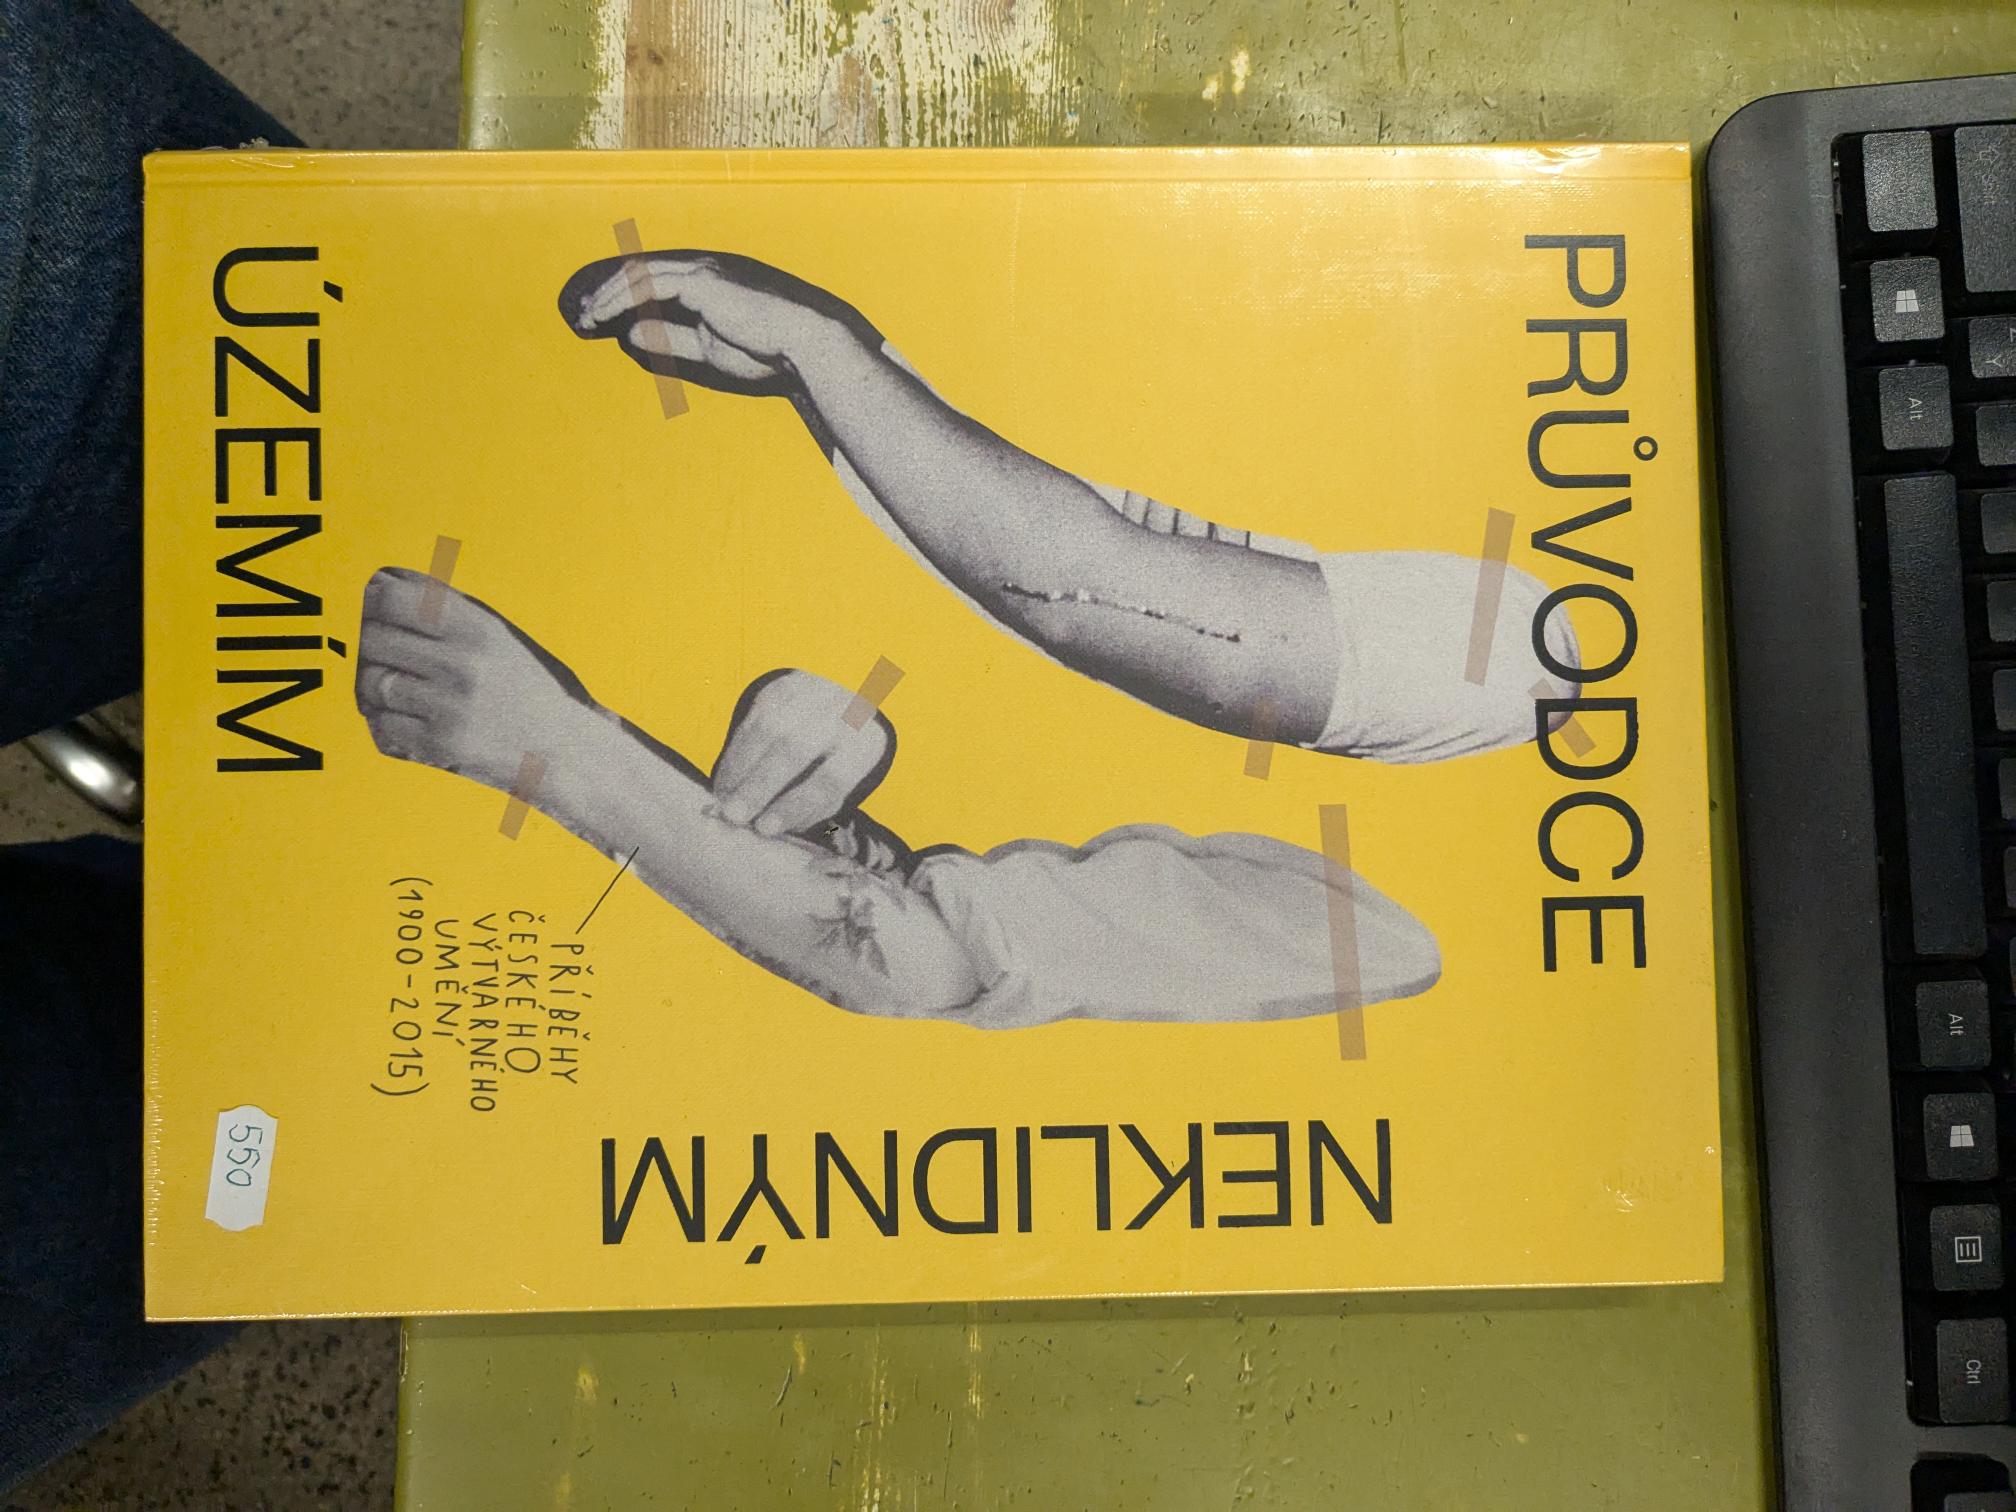 PRŮVODCE
NEKLIDNÝM
ÚZEMÍM
PŘÍBĚHY
ČESKÉHO
VÝTVARNÉHO
UMĚNÍ
(1900-2015)
550
Alt
Alt
Ctrl